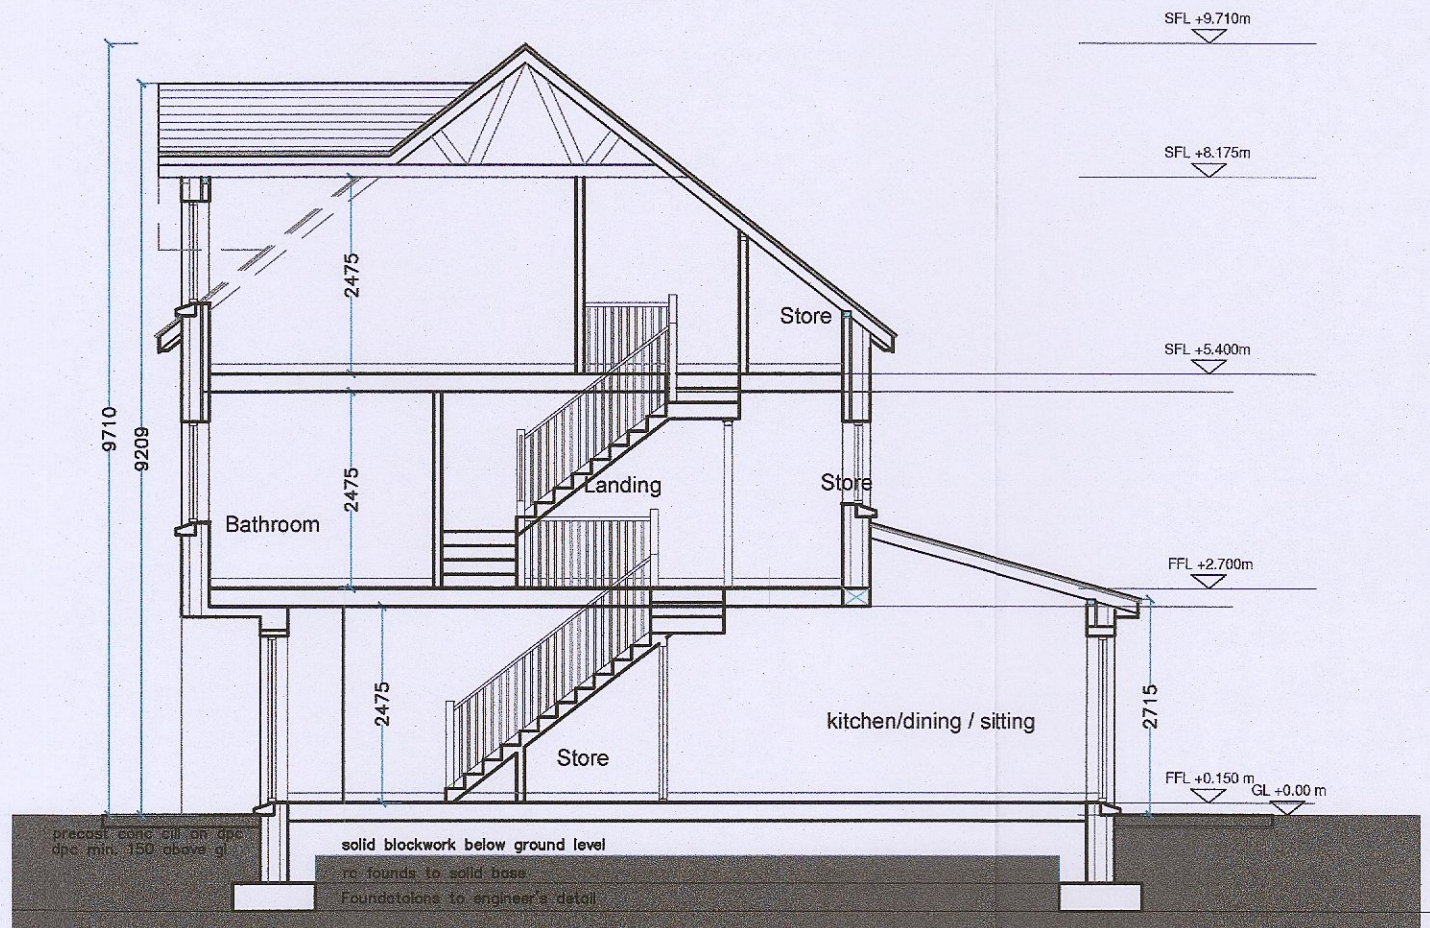 SFL +9.710m
SFL +8.175m
2475
Store
SFL +5.400m
9710
9209
2475
Landing
Store
Bathroom
FFL +2.700m
2475
2715
kitchen/dining / sitting
Store
FFL +0.150 m
GL +0.00 m
precast conc cill on dpc
dpc min. 150 above gl
solid blockwork below ground level
rc founds to solid base
Foundatoions to engineer's detail